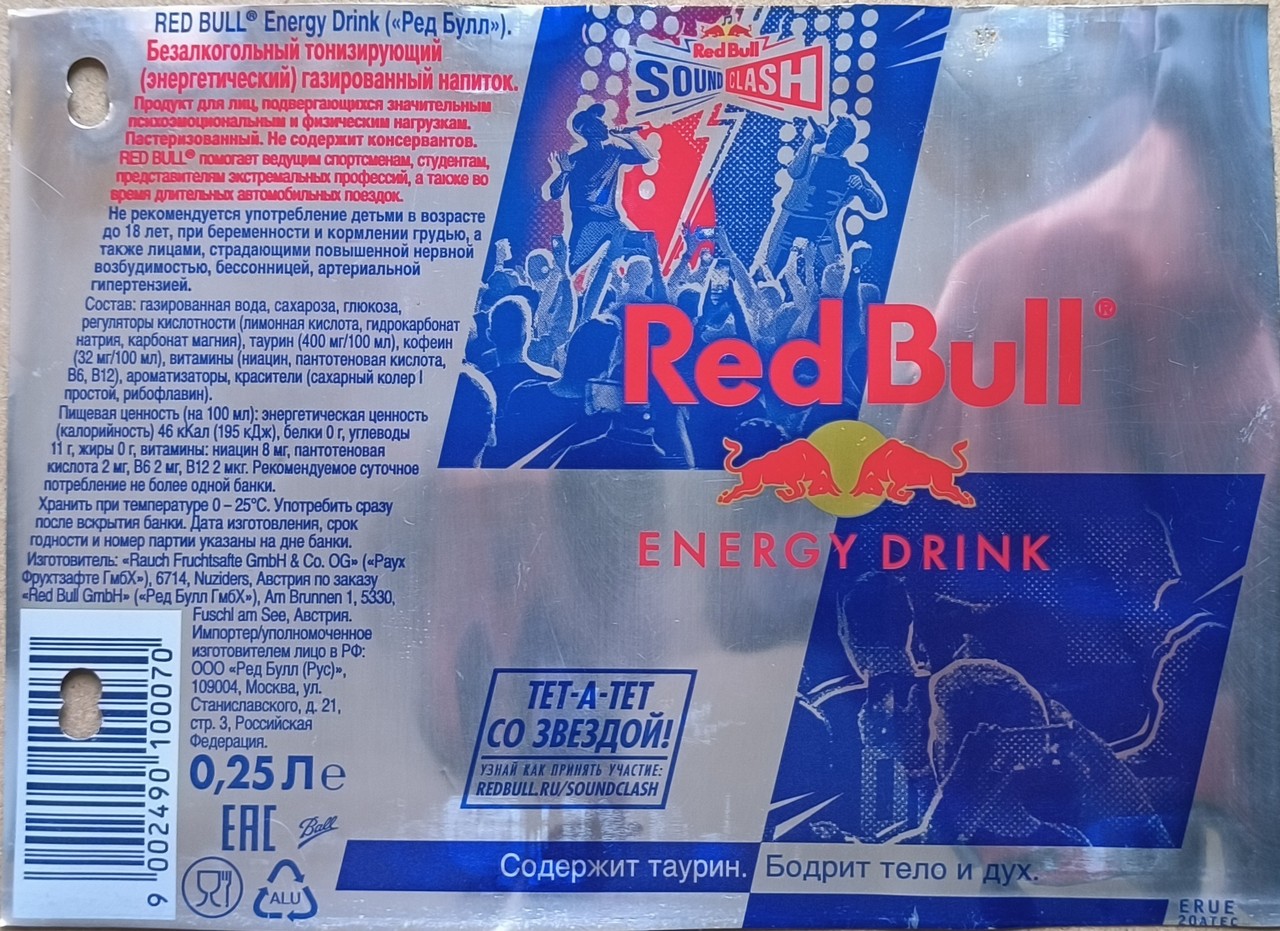 RED BULL® Energy Drink («Ред Булл»).
Безалкогольный тонизирующий
(энергетический) газированный напиток.
Продукт для лиц, подвергающихся значительным
психоэмоциональным и физическим нагрузкам.
Пастеризованный. Не содержит консервантов.
RED BULL® помогает ведущим спортсменам, студентам,
представителям экстремальных профессий, а также во
время длительных автомобильных поездок.
Не рекомендуется употребление детьми в возрасте
до 18 лет, при беременности и кормлении грудью, а
также лицами, страдающими повышенной нервной
возбудимостью, бессонницей, артериальной
гипертензией.
Состав: газированная вода, сахароза, глюкоза,
регуляторы кислотности (лимонная кислота, гидрокарбонат
натрия, карбонат магния), таурин (400 мг/100 мл), кофеин
(32 мг/100 мл), витамины (ниацин, пантотеновая кислота,
B6, B12), ароматизаторы, красители (сахарный колер I
простой, рибофлавин).
Пищевая ценность (на 100 мл): энергетическая ценность
(калорийность) 46 кКал (195 кДж), белки 0 г, углеводы
11 г, жиры 0 г, витамины: ниацин 8 мг, пантотеновая
кислота 2 мг, B6 2 мг, B12 2 мкг. Рекомендуемое суточное
потребление не более одной банки.
Хранить при температуре 0 – 25°C. Употребить сразу
после вскрытия банки. Дата изготовления, срок
годности и номер партии указаны на дне банки.
Изготовитель: «Rauch Fruchtsafte GmbH & Co. OG» («Раух
Фрухтзафте ГмбХ»), 6714, Nuziders, Австрия по заказу
«Red Bull GmbH» («Ред Булл ГмбХ»), Am Brunnen 1, 5330,
Fuschl am See, Австрия.
Импортер/уполномоченное
изготовителем лицо в РФ:
ООО «Ред Булл (Рус)»,
109004, Москва, ул.
Станиславского, д. 21,
стр. 3, Российская
Федерация.
0,25 Л e
EAC Ball
ALU
9 002490 100070
Red Bull
SOUND CLASH
Red Bull®
ENERGY DRINK
ТЕТ-А-ТЕТ
СО ЗВЕЗДОЙ!
УЗНАЙ КАК ПРИНЯТЬ УЧАСТИЕ:
REDBULL.RU/SOUNDCLASH
Содержит таурин. Бодрит тело и дух.
ERUE
20ATEC